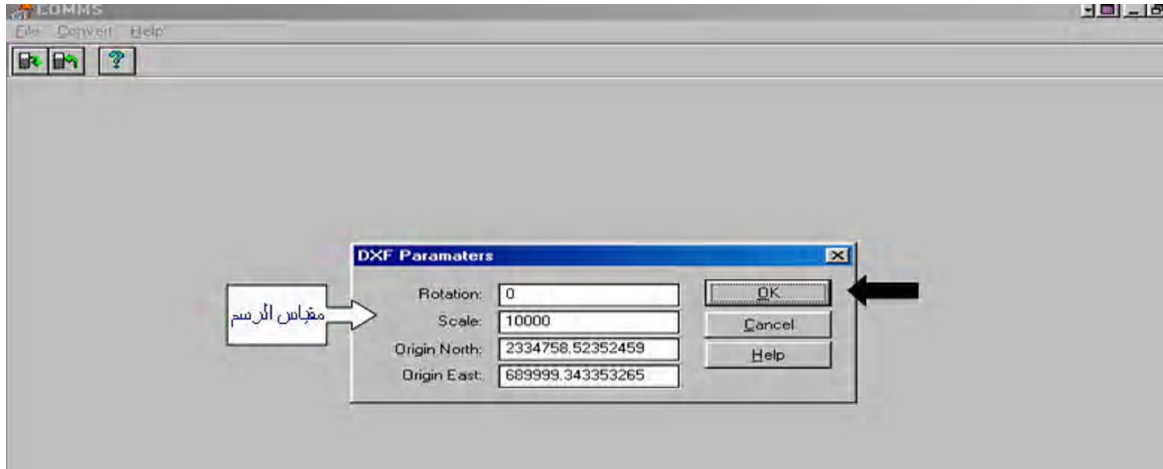 COMMS
File Convert Help
DXF Paramaters
Rotation: 0
OK
مقياس الرسم
Scale: 10000
Cancel
Origin North: 2334758.52352459
Help
Origin East: 689999.343353265